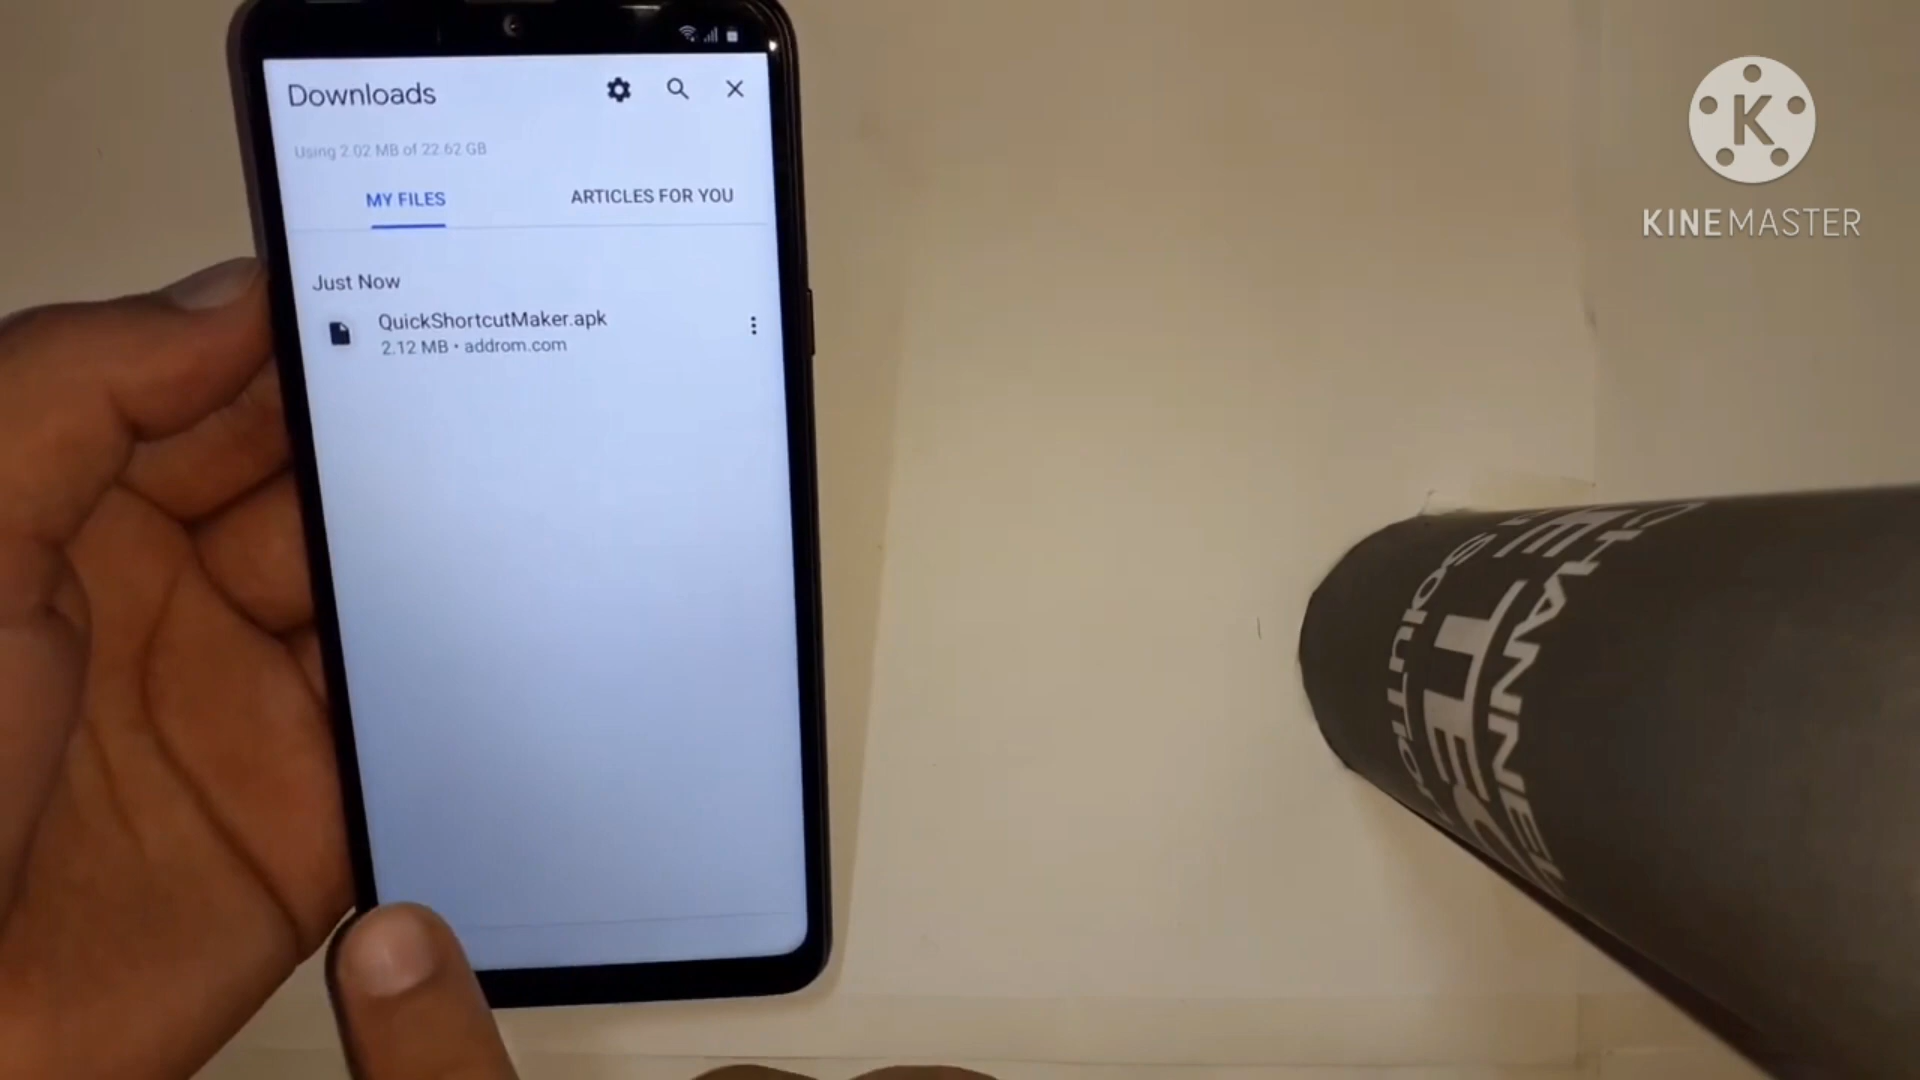 Downloads
Using 2.02 MB of 22.62 GB
MY FILES
ARTICLES FOR YOU
Just Now
QuickShortcutMaker.apk
2.12 MB • addrom.com
K
KINEMASTER
CHANNEL